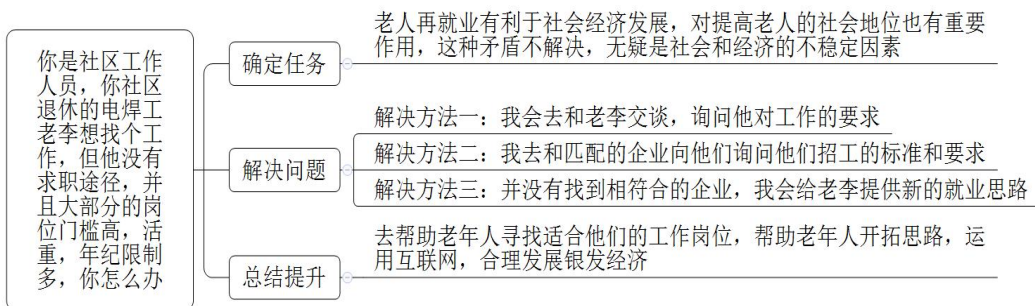 你是社区工作
人员，你社区
退休的电焊工
老李想找个工
作，但他没有
求职途径，并
且大部分的岗
位门槛高，活
重，年纪限制
多，你怎么办
确定任务
老人再就业有利于社会经济发展，对提高老人的社会地位也有重要
作用，这种矛盾不解决，无疑是社会和经济的不稳定因素
解决问题
解决方法一：我会去和老李交谈，询问他对工作的要求
解决方法二：我去和匹配的企业向他们询问他们招工的标准和要求
解决方法三：并没有找到相符合的企业，我会给老李提供新的就业思路
总结提升
去帮助老年人寻找适合他们的工作岗位，帮助老年人开拓思路，运
用互联网，合理发展银发经济